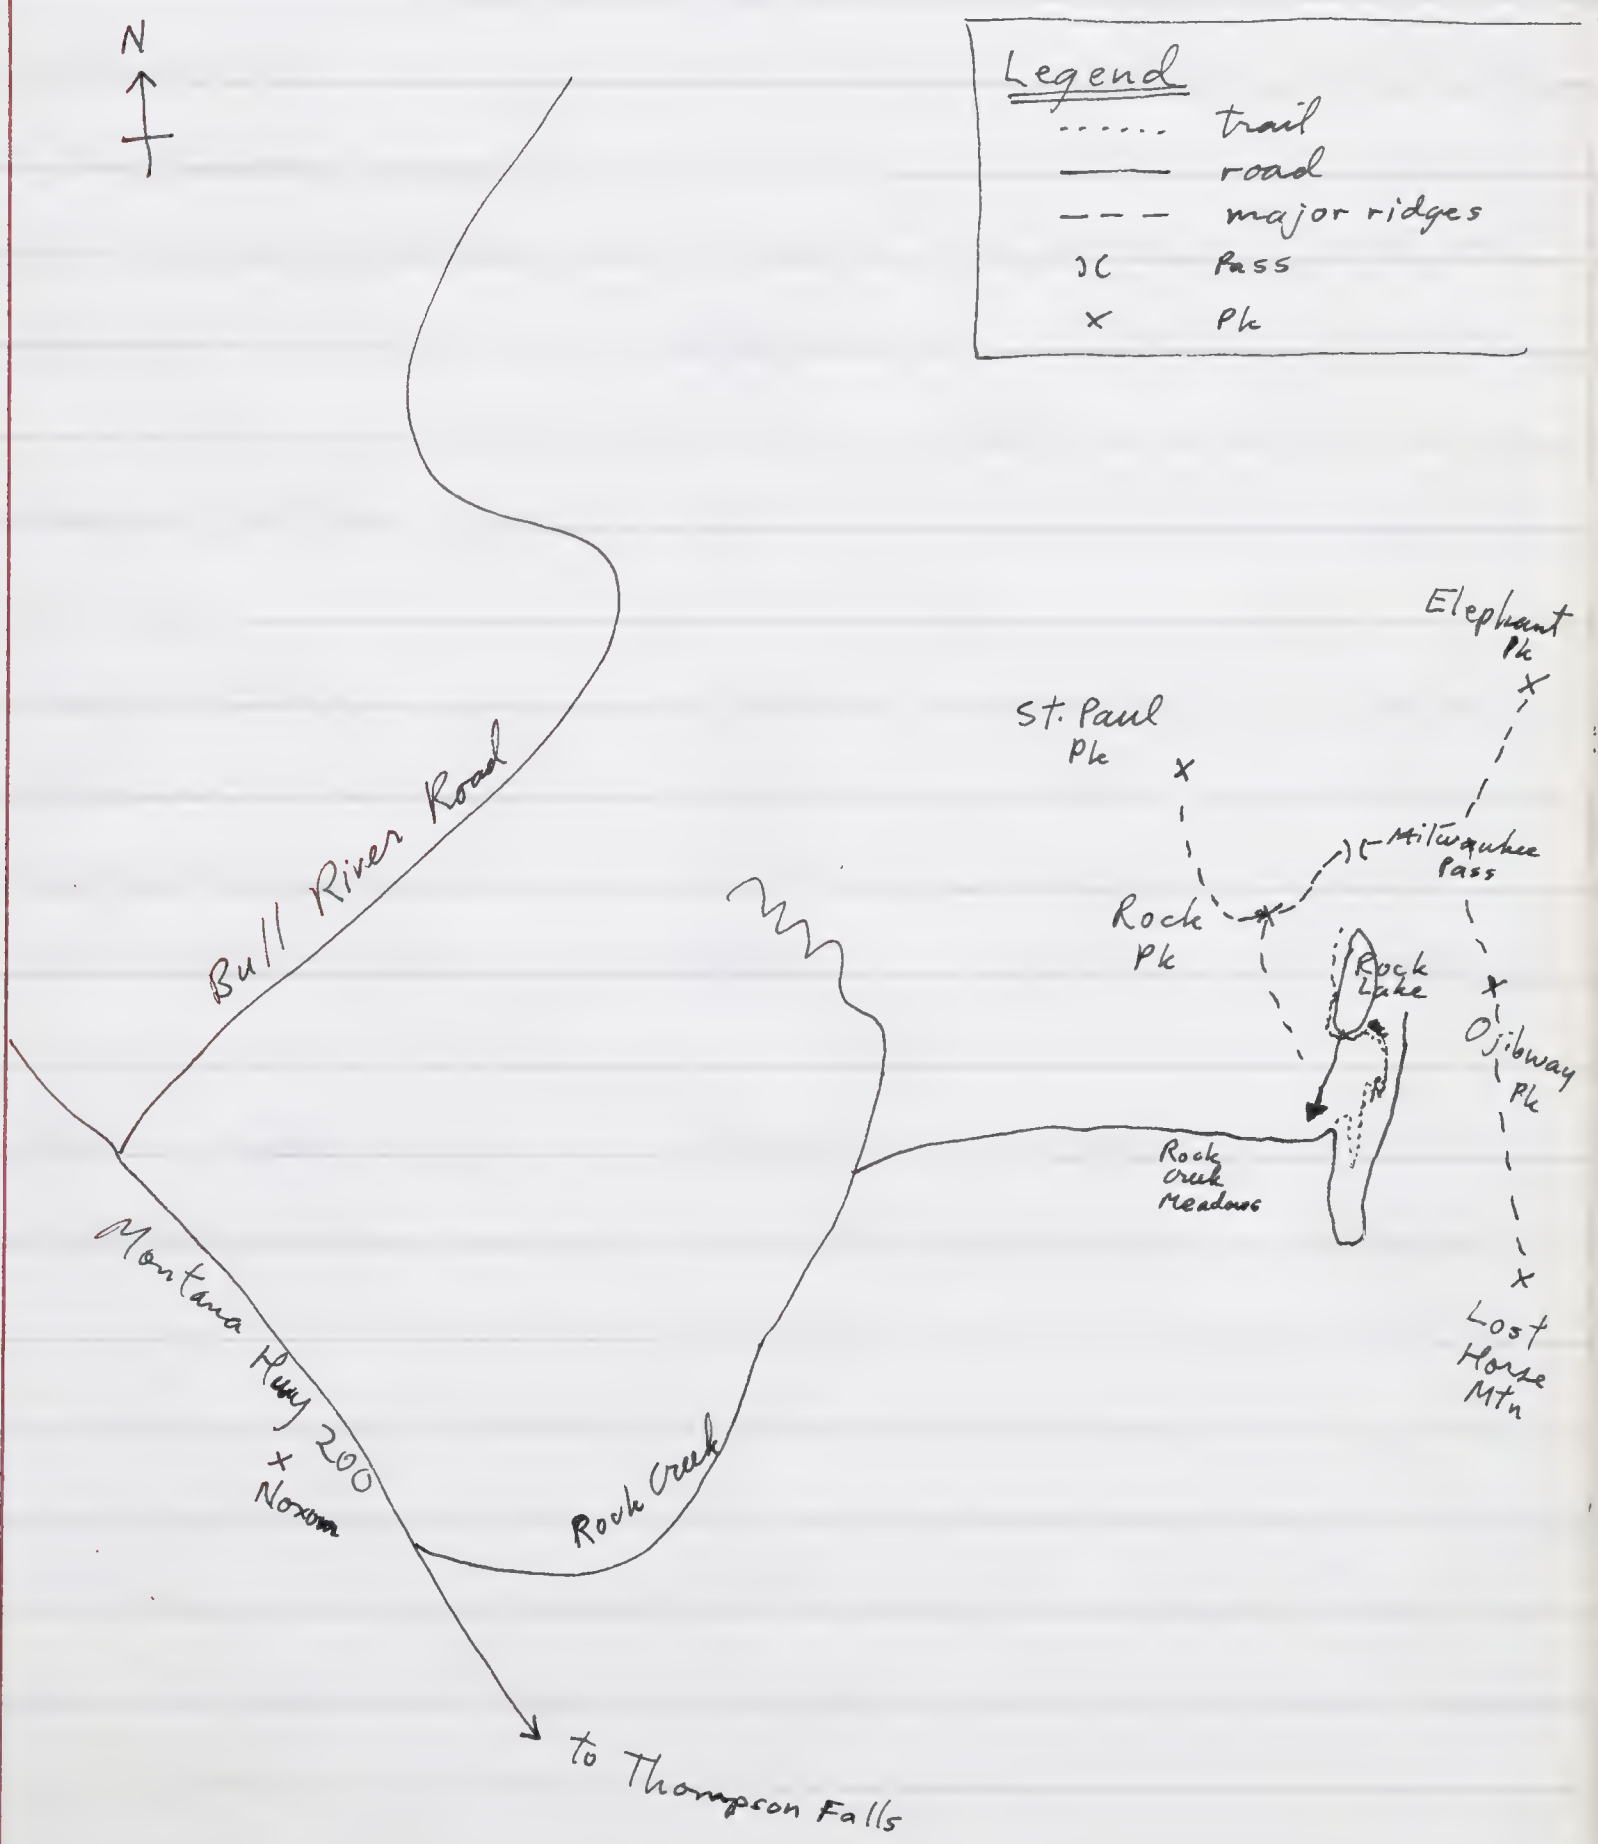 N
Legend
trail
road
major ridges
Pass
x Pk
Elephant
Pk
St. Paul
Pk
Milwaukee
Pass
Rock
Pk
Rock
Lake
Bull River Road
Ojibway
Pk
Rock
Creek
Meadows
Montana Hwy 200
Lost
Horse
Mtn
Noxon
Rock Creek
to Thompson Falls